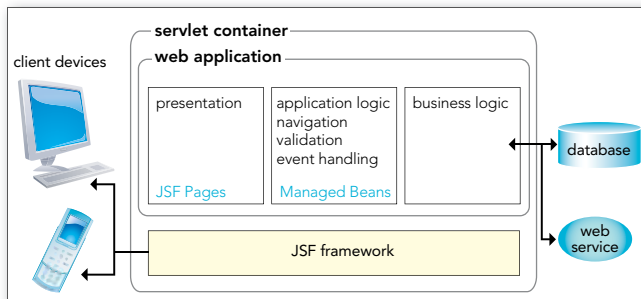 servlet container
web application
client devices
presentation
JSF Pages
application logic
navigation
validation
event handling
Managed Beans
business logic
database
web
service
JSF framework